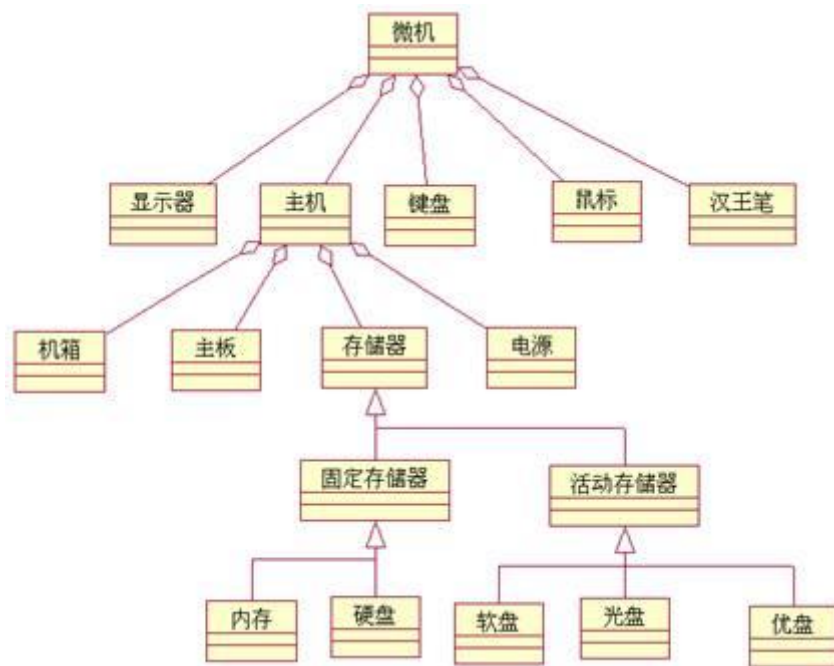 微机
显示器
主机
键盘
鼠标
汉王笔
机箱
主板
存储器
电源
固定存储器
活动存储器
内存
硬盘
软盘
光盘
优盘